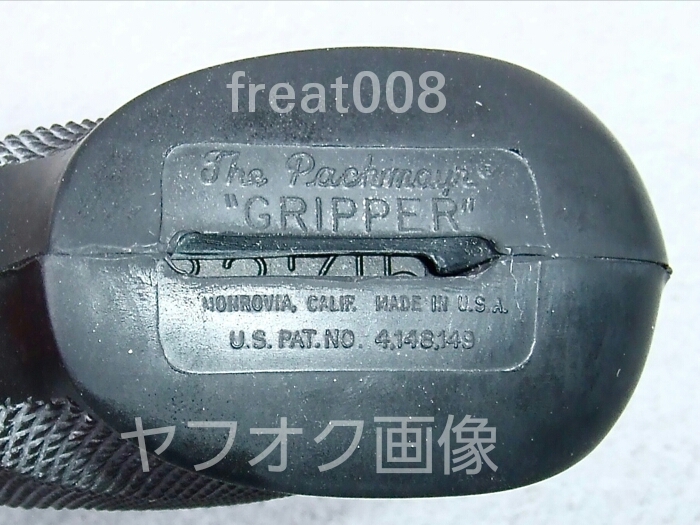 freat008
The Pachmayr®
"GRIPPER"
MONROVIA, CALIF. MADE IN U.S.A.
U.S. PAT. NO. 4,148,149
ヤフオク画像